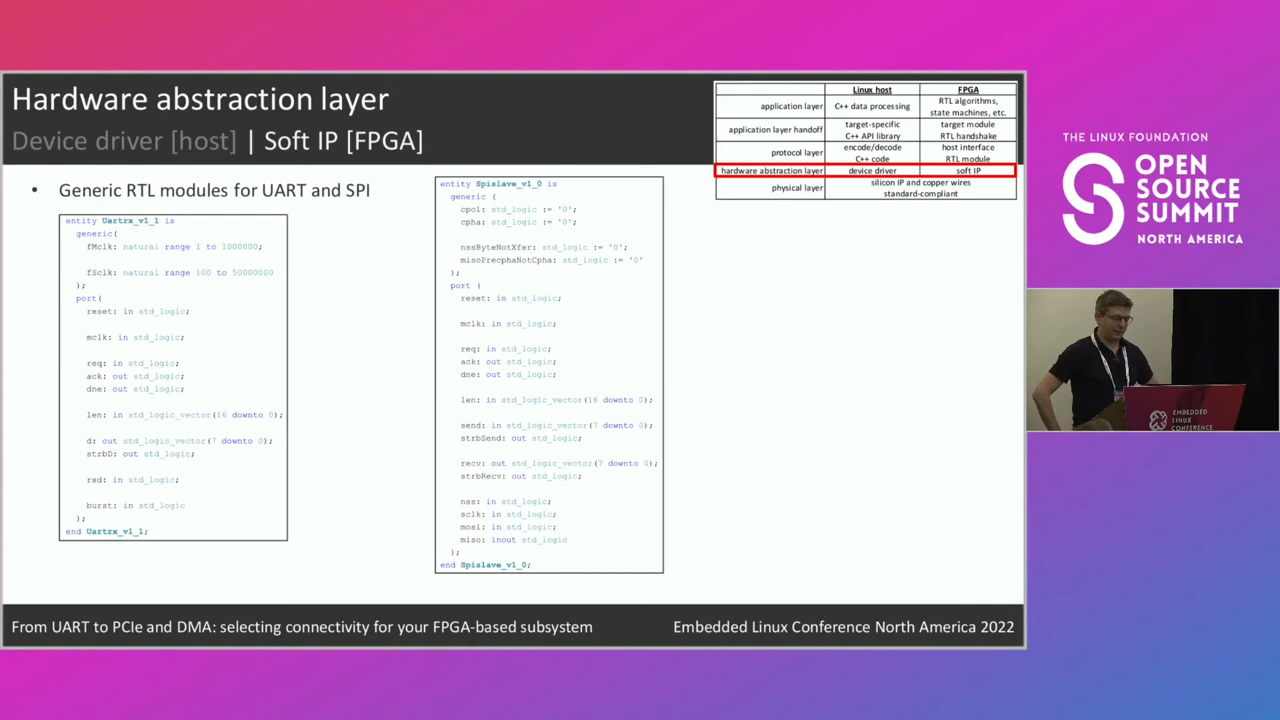 Hardware abstraction layer
Device driver [host] | Soft IP [FPGA]
Linux host FPGA
application layer C++ data processing RTL algorithms, state machines, etc.
application layer handoff target-specific C++ API library target module RTL handshake
protocol layer encode/decode C++ code host interface RTL module
hardware abstraction layer device driver soft IP
physical layer silicon IP and copper wires standard-compliant
• Generic RTL modules for UART and SPI
entity Uartrx_v1_1 is
generic(
fMclk: natural range 1 to 1000000;
fSclk: natural range 100 to 50000000
);
port(
reset: in std_logic;
mclk: in std_logic;
req: in std_logic;
ack: out std_logic;
dne: out std_logic;
len: in std_logic_vector(16 downto 0);
d: out std_logic_vector(7 downto 0);
strbD: out std_logic;
rxd: in std_logic;
burst: in std_logic
);
end Uartrx_v1_1;
entity Spislave_v1_0 is
generic (
cpol: std_logic := '0';
cpha: std_logic := '0';
nssByteNotXfer: std_logic := '0';
misoPrecphaNotCpha: std_logic := '0'
);
port (
reset: in std_logic;
mclk: in std_logic;
req: in std_logic;
ack: out std_logic;
dne: out std_logic;
len: in std_logic_vector(16 downto 0);
send: in std_logic_vector(7 downto 0);
strbSend: out std_logic;
recv: out std_logic_vector(7 downto 0);
strbRecv: out std_logic;
nss: in std_logic;
sclk: in std_logic;
mosi: in std_logic;
miso: inout std_logic
);
end Spislave_v1_0;
From UART to PCIe and DMA: selecting connectivity for your FPGA-based subsystem
Embedded Linux Conference North America 2022
THE LINUX FOUNDATION
OPEN
SOURCE
SUMMIT
NORTH AMERICA
EMBEDDED
LINUX
CONFERENCE